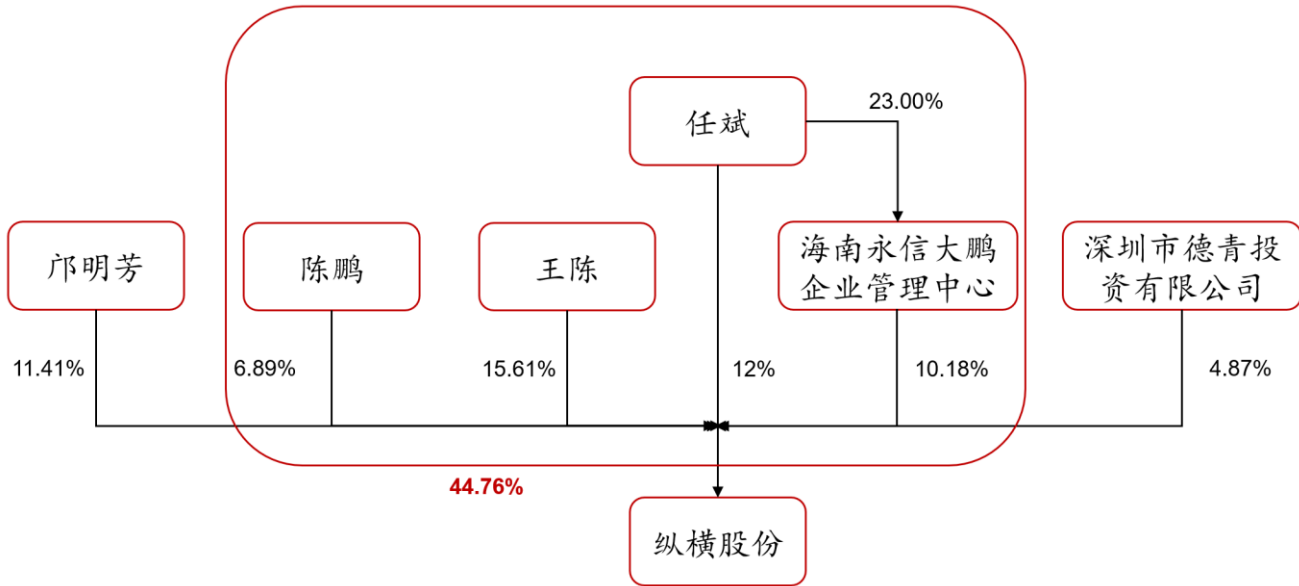 任斌
23.00%
邝明芳
陈鹏
王陈
海南永信大鹏
企业管理中心
深圳市德青投
资有限公司
11.41%
6.89%
15.61%
12%
10.18%
4.87%
44.76%
纵横股份